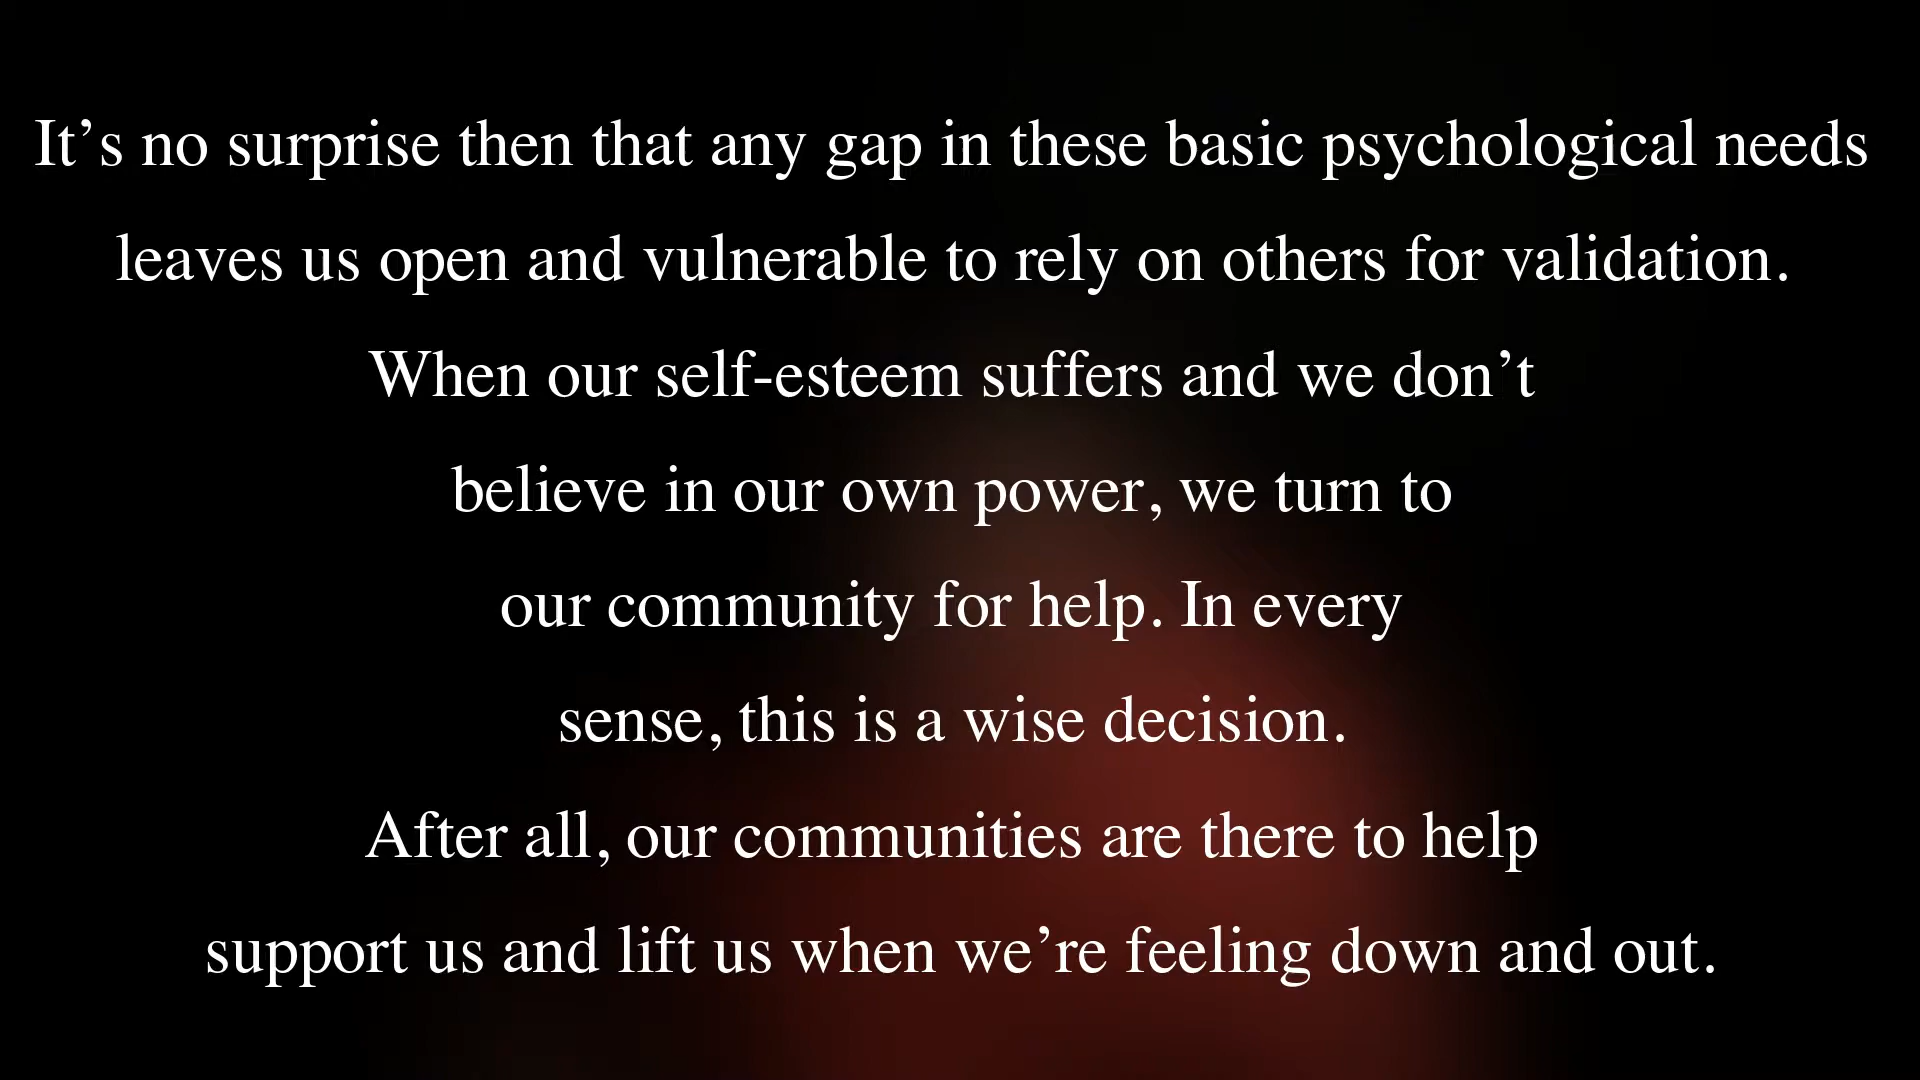 It’s no surprise then that any gap in these basic psychological needs
leaves us open and vulnerable to rely on others for validation.
When our self-esteem suffers and we don’t
believe in our own power, we turn to
our community for help. In every
sense, this is a wise decision.
After all, our communities are there to help
support us and lift us when we’re feeling down and out.